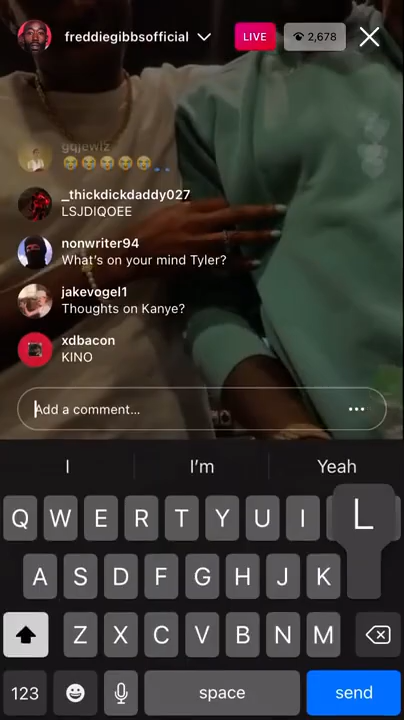 freddiegibbsofficial
LIVE
2,678
gqjewlz
_thickdickdaddy027
LSJDIQOEE
nonwriter94
What's on your mind Tyler?
jakevogel1
Thoughts on Kanye?
xdbacon
KINO
Add a comment...
I I'm Yeah
Q W E R T Y U I L
A S D F G H J K
Z X C V B N M
123 space send